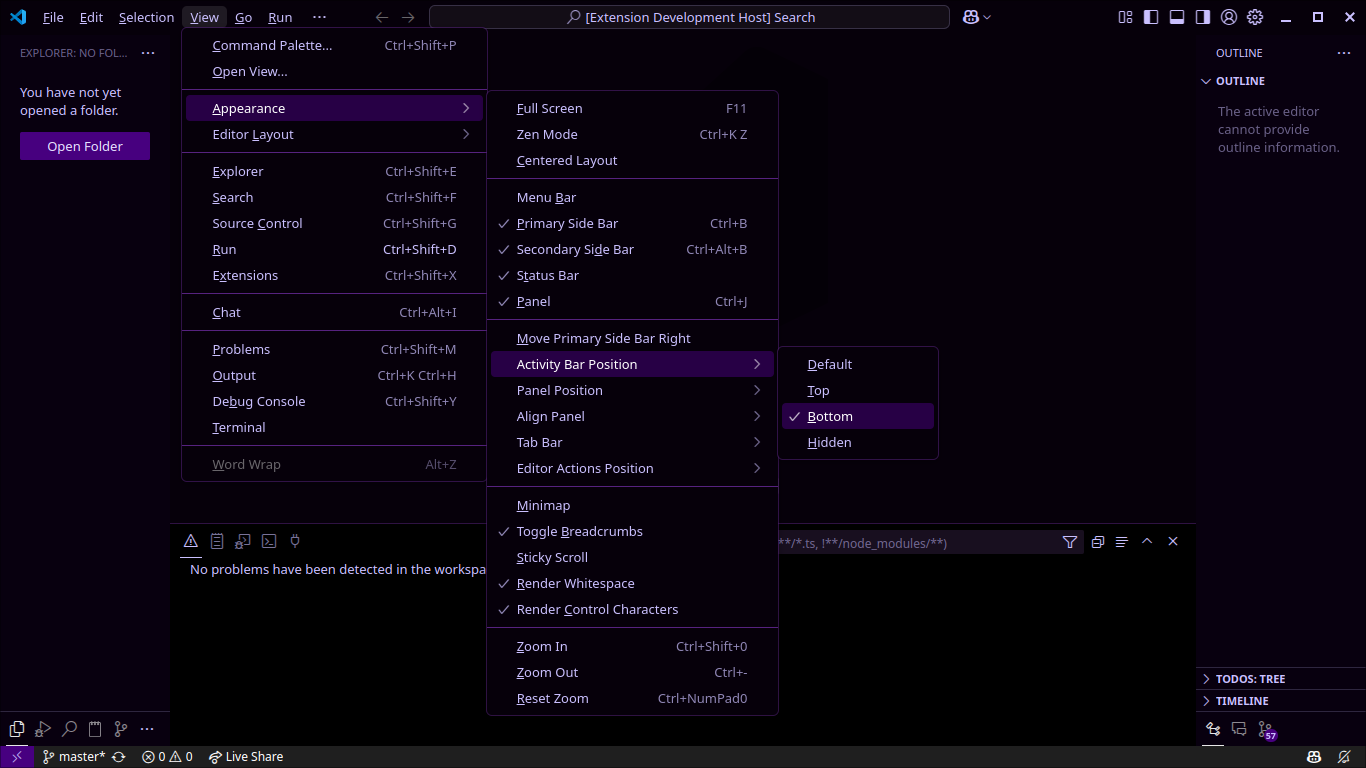 File Edit Selection View Go Run
[Extension Development Host] Search
EXPLORER: NO FOL...
You have not yet
opened a folder.
Open Folder
Command Palette... Ctrl+Shift+P
Open View...
Appearance
Editor Layout
Explorer Ctrl+Shift+E
Search Ctrl+Shift+F
Source Control Ctrl+Shift+G
Run Ctrl+Shift+D
Extensions Ctrl+Shift+X
Chat Ctrl+Alt+I
Problems Ctrl+Shift+M
Output Ctrl+K Ctrl+H
Debug Console Ctrl+Shift+Y
Terminal
Word Wrap Alt+Z
Full Screen F11
Zen Mode Ctrl+K Z
Centered Layout
Menu Bar
Primary Side Bar Ctrl+B
Secondary Side Bar Ctrl+Alt+B
Status Bar
Panel Ctrl+J
Move Primary Side Bar Right
Activity Bar Position
Panel Position
Align Panel
Tab Bar
Editor Actions Position
Minimap
Toggle Breadcrumbs
Sticky Scroll
Render Whitespace
Render Control Characters
Zoom In Ctrl+Shift+0
Zoom Out Ctrl+-
Reset Zoom Ctrl+NumPad0
Default
Top
Bottom
Hidden
**/*.ts, !**/node_modules/**)
No problems have been detected in the workspa
OUTLINE
OUTLINE
The active editor
cannot provide
outline information.
TODOS: TREE
TIMELINE
57
master* 0 0 Live Share